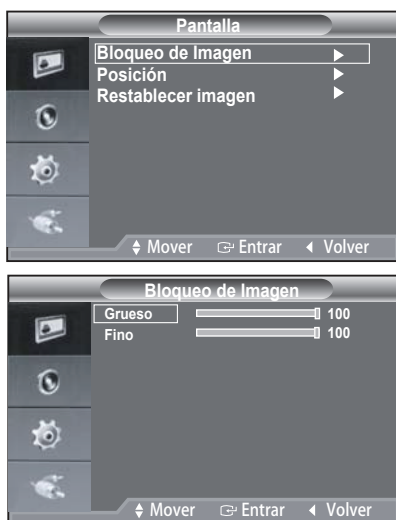 Pantalla
Bloqueo de Imagen
Posición
Restablecer imagen
Mover Entrar Volver
Bloqueo de Imagen
Grueso 100
Fino 100
Mover Entrar Volver